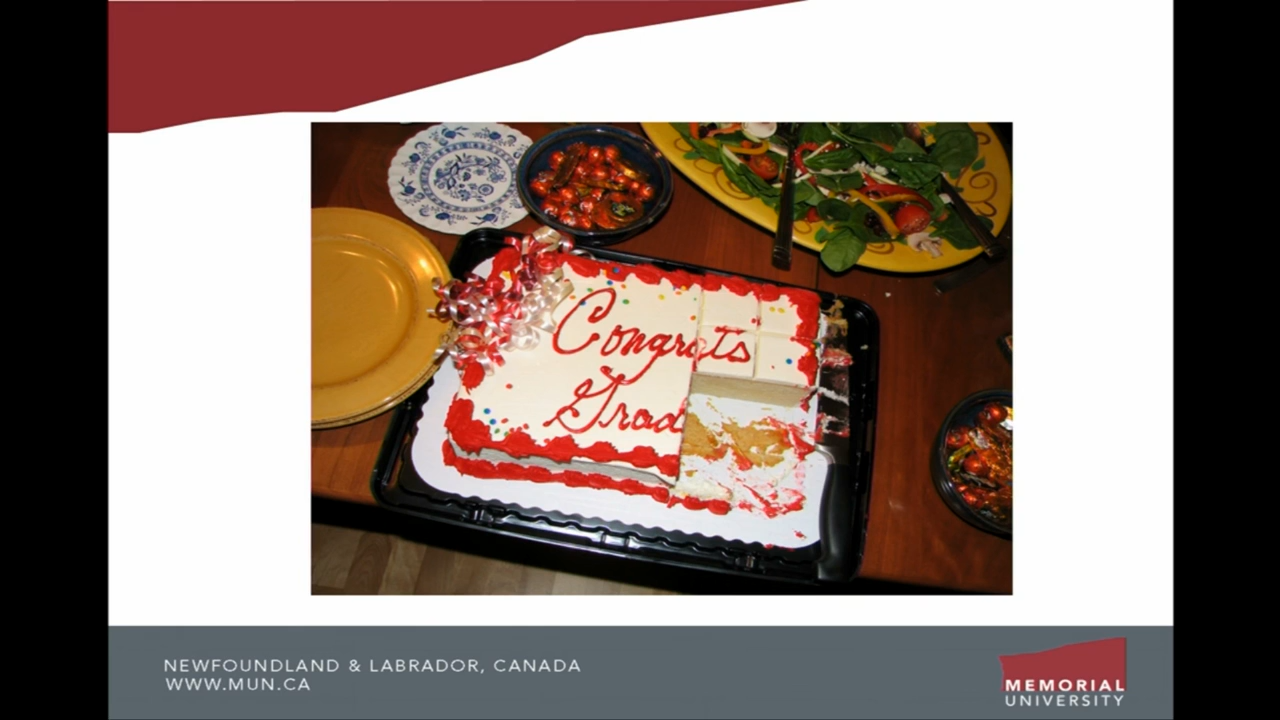 Congrats
Grad
NEWFOUNDLAND & LABRADOR, CANADA
WWW.MUN.CA
MEMORIAL
UNIVERSITY